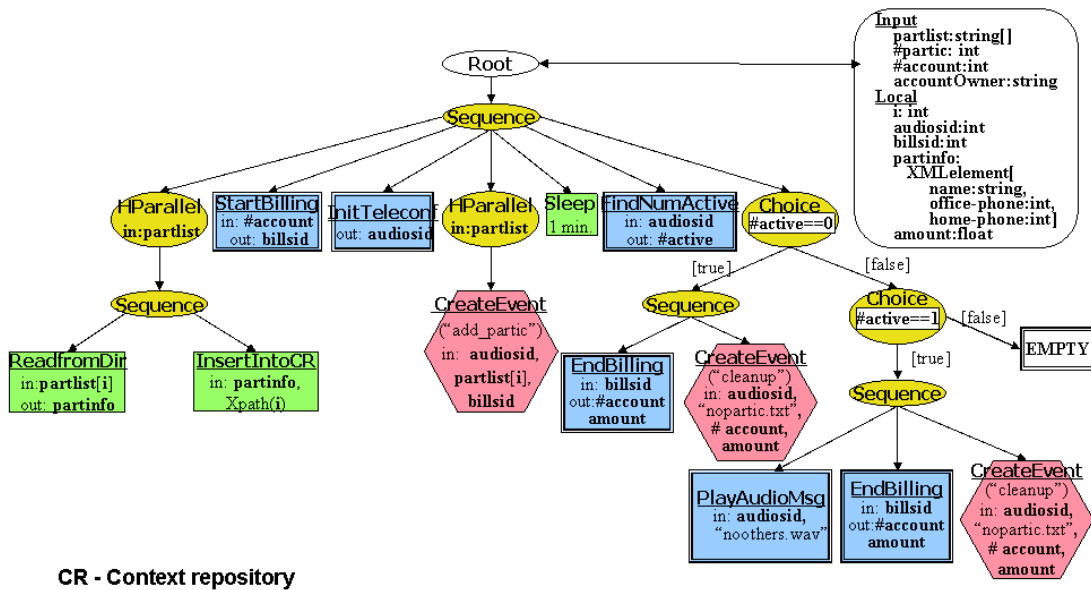 Root
Input
partlist:string[]
#partic: int
#account:int
accountOwner:string
Local
i: int
audiosid:int
billsid:int
partinfo:
XMLelement[
name:string,
office-phone:int,
home-phone:int]
amount:float
Sequence
HParallel
in:partlist
StartBilling
in: #account
out: billsid
InitTeleconf
out: audiosid
HParallel
in:partlist
Sleep
1 min.
FindNumActive
in: audiosid
out: #active
Choice
#active==0
[true]
[false]
Sequence
ReadfromDir
in:partlist[i]
out: partinfo
InsertIntoCR
in: partinfo,
Xpath(i)
CreateEvent
("add_partic")
in: audiosid,
partlist[i],
billsid
Sequence
EndBilling
in: billsid
out:#account
amount
CreateEvent
("cleanup")
in: audiosid,
"nopartic.txt",
# account,
amount
Choice
#active==1
[false]
EMPTY
[true]
Sequence
PlayAudioMsg
in: audiosid,
"noothers.wav"
EndBilling
in: billsid
out:#account
amount
CreateEvent
("cleanup")
in: audiosid,
"nopartic.txt",
# account,
amount
CR - Context repository